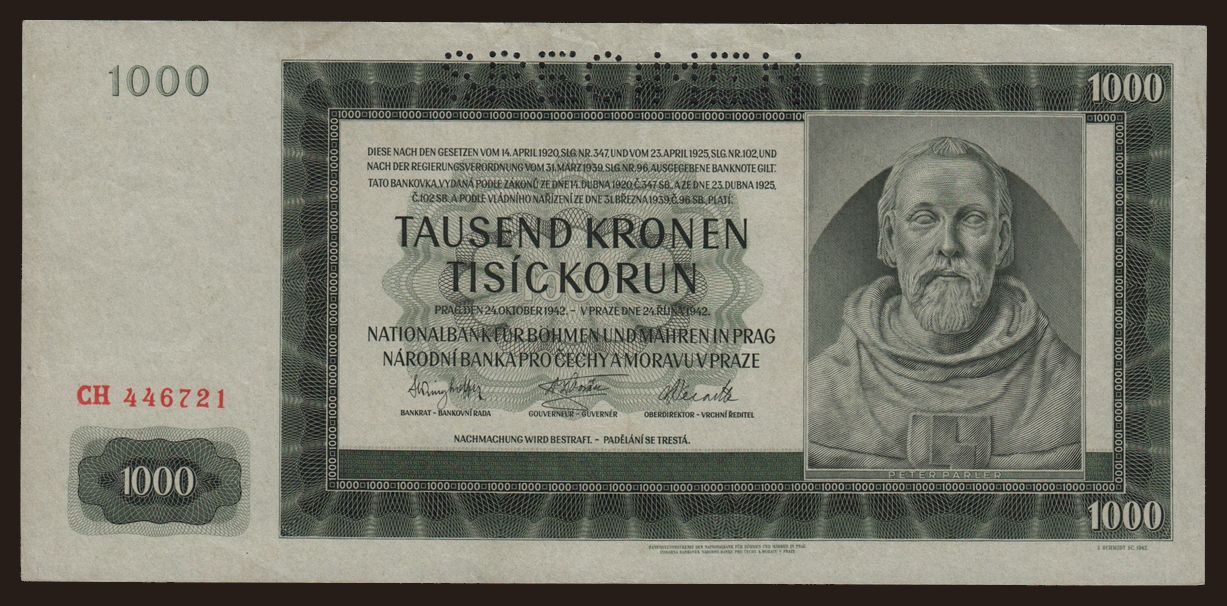 SPECIMEN
1000
1000
DIESE NACH DEN GESETZEN VOM 14. APRIL 1920, SLG. NR. 347, UND VOM 23. APRIL 1925, SLG. NR. 102, UND
NACH DER REGIERUNGSVERORDNUNG VOM 31. MÄRZ 1939, SLG. NR. 96, AUSGEGEBENE BANKNOTE GILT:
TATO BANKOVKA, VYDANÁ PODLE ZÁKONŮ ZE DNE 14. DUBNA 1920, Č. 347 SB., A ZE DNE 23. DUBNA 1925,
Č. 102 SB., A PODLE VLÁDNÍHO NAŘÍZENÍ ZE DNE 31. BŘEZNA 1939, Č. 96 SB., PLATÍ:
TAUSEND KRONEN
TISÍC KORUN
PRAG, DEN 24. OKTOBER 1942. – V PRAZE DNE 24. ŘÍJNA 1942.
NATIONALBANK FÜR BÖHMEN UND MÄHREN IN PRAG
NÁRODNÍ BANKA PRO ČECHY A MORAVU V PRAZE
BANKRAT – BANKOVNÍ RADA
GOUVERNEUR – GUVERNÉR
OBERDIREKTOR – VRCHNÍ ŘEDITEL
NACHMACHUNG WIRD BESTRAFT. – PADĚLÁNÍ SE TRESTÁ.
CH 446721
1000
PETER PARLER
1000
J. SCHMIDT SC. 1942.